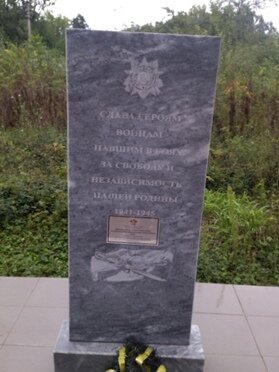 СЛАВА ГЕРОЯМ
ВОИНАМ
ПАВШИМ В БОЯХ
ЗА СВОБОДУ И
НЕЗАВИСИМОСТЬ
НАШЕЙ РОДИНЫ
1941-1945